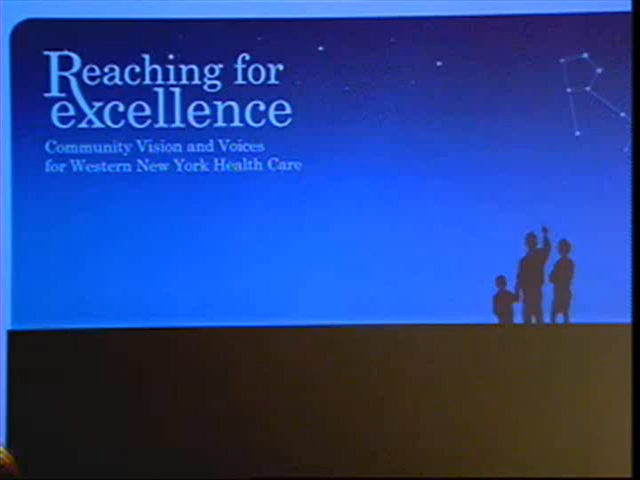 Reaching for
excellence
Community Vision and Voices
for Western New York Health Care